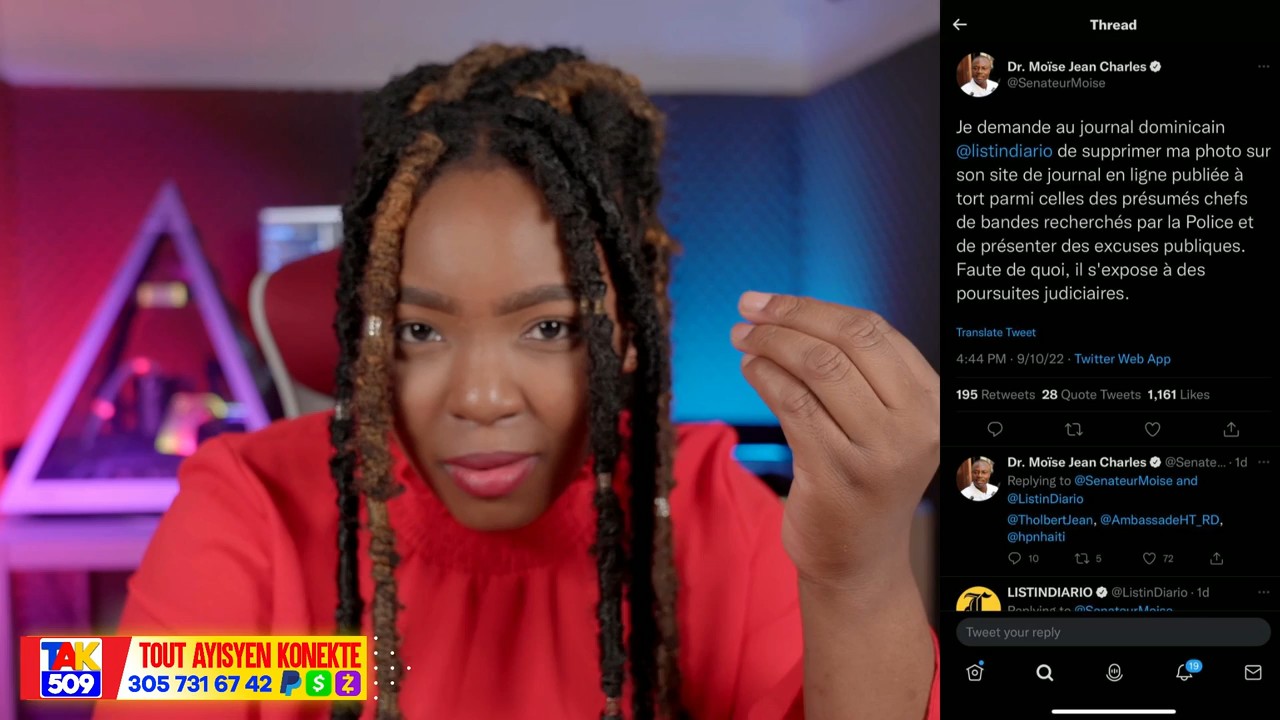 Thread
Dr. Moïse Jean Charles
@SenateurMoise
Je demande au journal dominicain
@listindiario de supprimer ma photo sur
son site de journal en ligne publiée à
tort parmi celles des présumés chefs
de bandes recherchés par la Police et
de présenter des excuses publiques.
Faute de quoi, il s'expose à des
poursuites judiciaires.
Translate Tweet
4:44 PM · 9/10/22 · Twitter Web App
195 Retweets 28 Quote Tweets 1,161 Likes
Dr. Moïse Jean Charles @Senate... · 1d
Replying to @SenateurMoise and
@ListinDiario
@TholbertJean, @AmbassadeHT_RD,
@hpnhaiti
10 5 72
LISTINDIARIO @ListinDiario · 1d
Replying to @SenateurMoise
Tweet your reply
19
TAK
509
TOUT AYISYEN KONEKTE
305 731 67 42